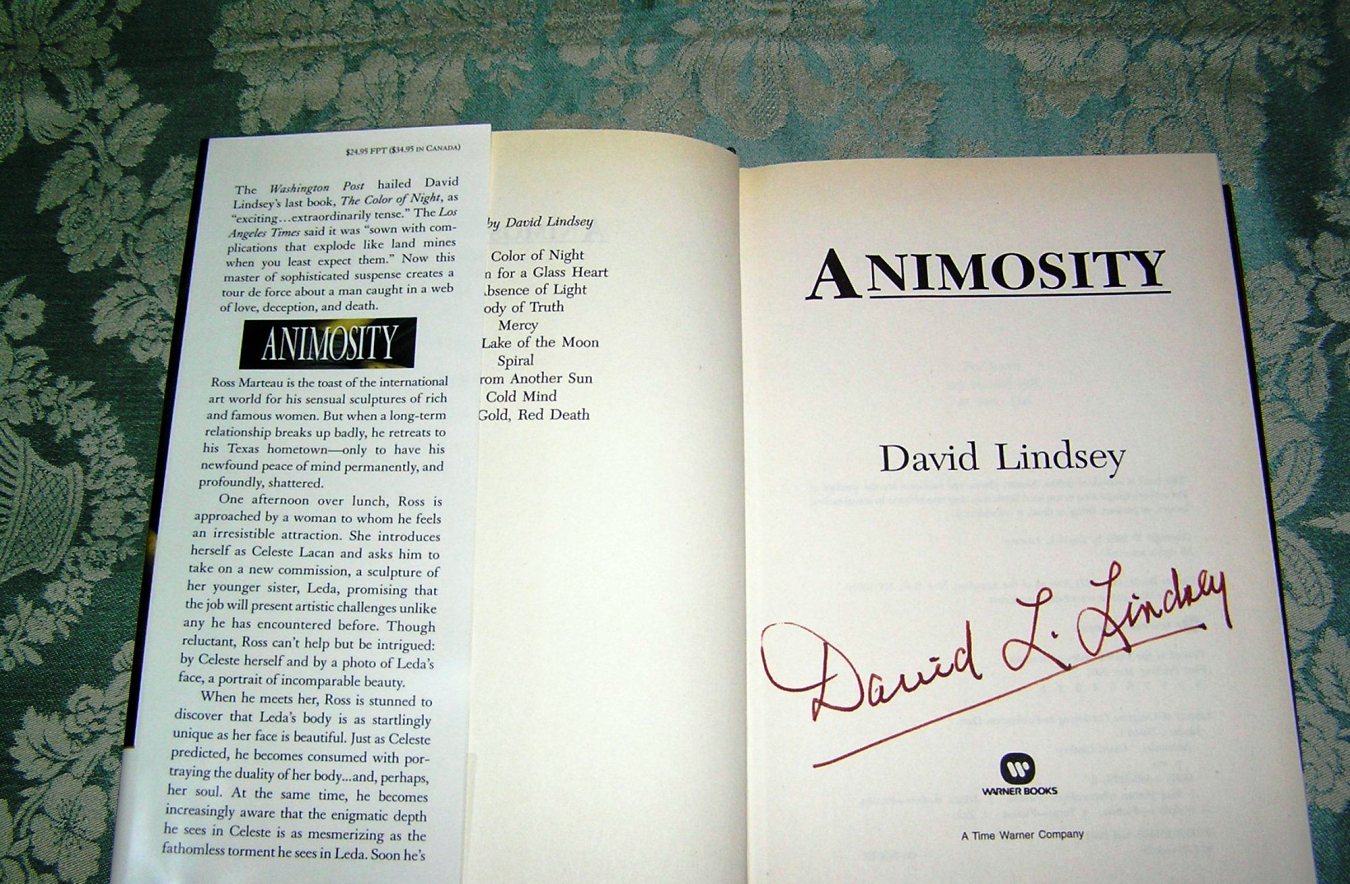 $24.95 FPT ($34.95 IN CANADA)
The Washington Post hailed David
Lindsey's last book, The Color of Night, as
"exciting...extraordinarily tense." The Los
Angeles Times said it was "sown with com-
plications that explode like land mines
when you least expect them." Now this
master of sophisticated suspense creates a
tour de force about a man caught in a web
of love, deception, and death.
ANIMOSITY
Ross Marteau is the toast of the international
art world for his sensual sculptures of rich
and famous women. But when a long-term
relationship breaks up badly, he retreats to
his Texas hometown—only to have his
newfound peace of mind permanently, and
profoundly, shattered.
One afternoon over lunch, Ross is
approached by a woman to whom he feels
an irresistible attraction. She introduces
herself as Celeste Lacan and asks him to
take on a new commission, a sculpture of
her younger sister, Leda, promising that
the job will present artistic challenges unlike
any he has encountered before. Though
reluctant, Ross can't help but be intrigued:
by Celeste herself and by a photo of Leda's
face, a portrait of incomparable beauty.
When he meets her, Ross is stunned to
discover that Leda's body is as startlingly
unique as her face is beautiful. Just as Celeste
predicted, he becomes consumed with por-
traying the duality of her body...and, perhaps,
her soul. At the same time, he becomes
increasingly aware that the enigmatic depth
he sees in Celeste is as mesmerizing as the
fathomless torment he sees in Leda. Soon he's
by David Lindsey
Color of Night
n for a Glass Heart
bsence of Light
ody of Truth
Mercy
Lake of the Moon
Spiral
rom Another Sun
Cold Mind
Gold, Red Death
ANIMOSITY
David Lindsey
David L. Lindsey
WARNER BOOKS
A Time Warner Company